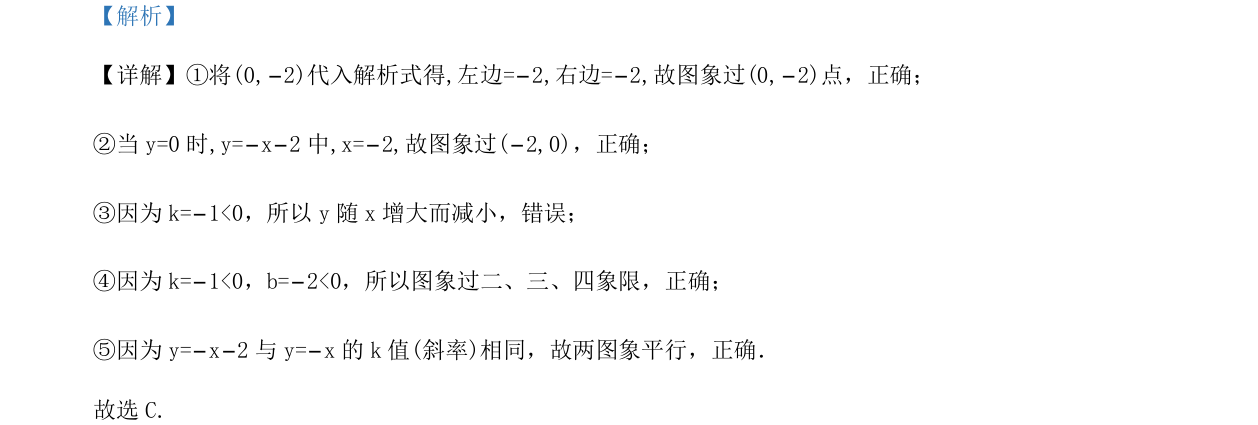 【解析】
【详解】①将(0,−2)代入解析式得,左边=−2,右边=−2,故图象过(0,−2)点，正确；
②当 y=0 时,y=−x−2 中,x=−2,故图象过(−2,0)，正确；
③因为 k=−1<0，所以 y 随 x 增大而减小，错误；
④因为 k=−1<0，b=−2<0，所以图象过二、三、四象限，正确；
⑤因为 y=−x−2 与 y=−x 的 k 值(斜率)相同，故两图象平行，正确．
故选 C.